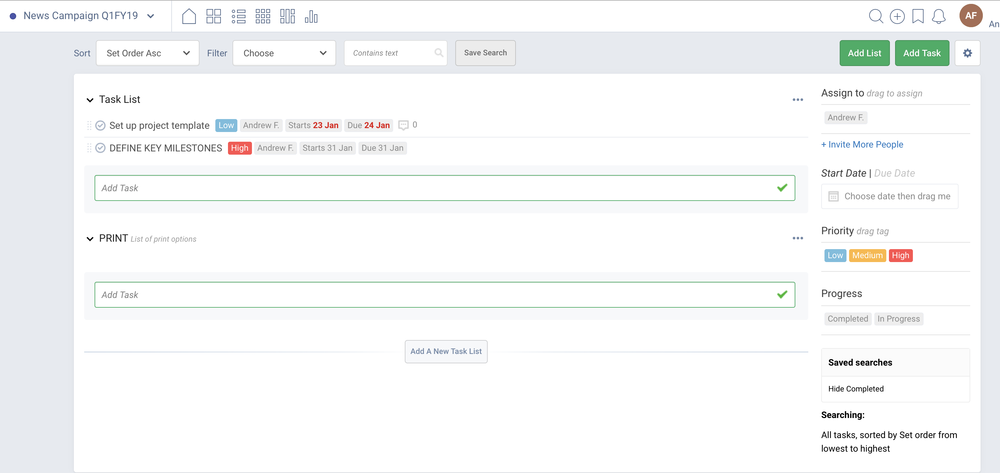 News Campaign Q1FY19
AF
An
Sort Set Order Asc Filter Choose Contains text Save Search Add List Add Task
Task List
Set up project template Low Andrew F. Starts 23 Jan Due 24 Jan 0
DEFINE KEY MILESTONES High Andrew F. Starts 31 Jan Due 31 Jan
Add Task
PRINT List of print options
Add Task
Add A New Task List
Assign to drag to assign
Andrew F.
+ Invite More People
Start Date | Due Date
Choose date then drag me
Priority drag tag
Low Medium High
Progress
Completed In Progress
Saved searches
Hide Completed
Searching:
All tasks, sorted by Set order from
lowest to highest